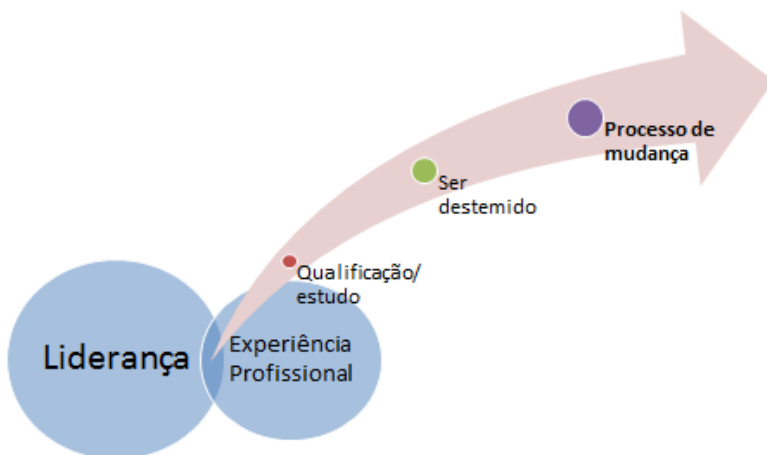 Processo de
mudança
Ser
destemido
Qualificação/
estudo
Liderança
Experiência
Profissional